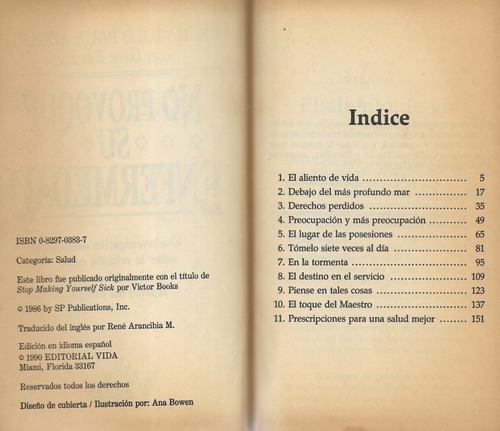 ISBN 0-8297-0383-7
Categoría: Salud
Este libro fue publicado originalmente con el título de
Stop Making Yourself Sick por Victor Books
© 1986 by SP Publications, Inc.
Traducido del inglés por René Arancibia M.
Edición en idioma español
© 1990 EDITORIAL VIDA
Miami, Florida 33167
Reservados todos los derechos
Diseño de cubierta / Ilustración por: Ana Bowen
Indice
1. El aliento de vida ........................... 5
2. Debajo del más profundo mar ............. 17
3. Derechos perdidos ........................... 35
4. Preocupación y más preocupación ........ 49
5. El lugar de las posesiones .................. 65
6. Tómelo siete veces al día .................. 81
7. En la tormenta ................................ 95
8. El destino en el servicio .................... 109
9. Piense en tales cosas ....................... 123
10. El toque del Maestro ....................... 137
11. Prescripciones para una salud mejor .... 151